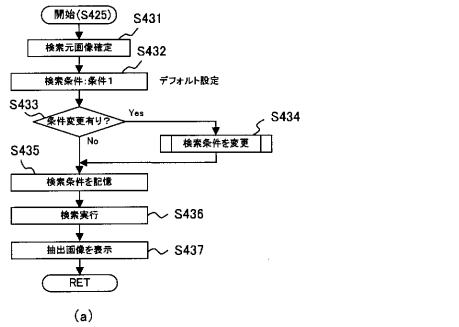 開始(S425)
S431
検索元画像確定
S432
検索条件:条件1
デフォルト設定
S433
条件変更有り?
Yes
S434
検索条件を変更
No
S435
検索条件を記憶
検索実行
S436
抽出画像を表示
S437
RET
(a)